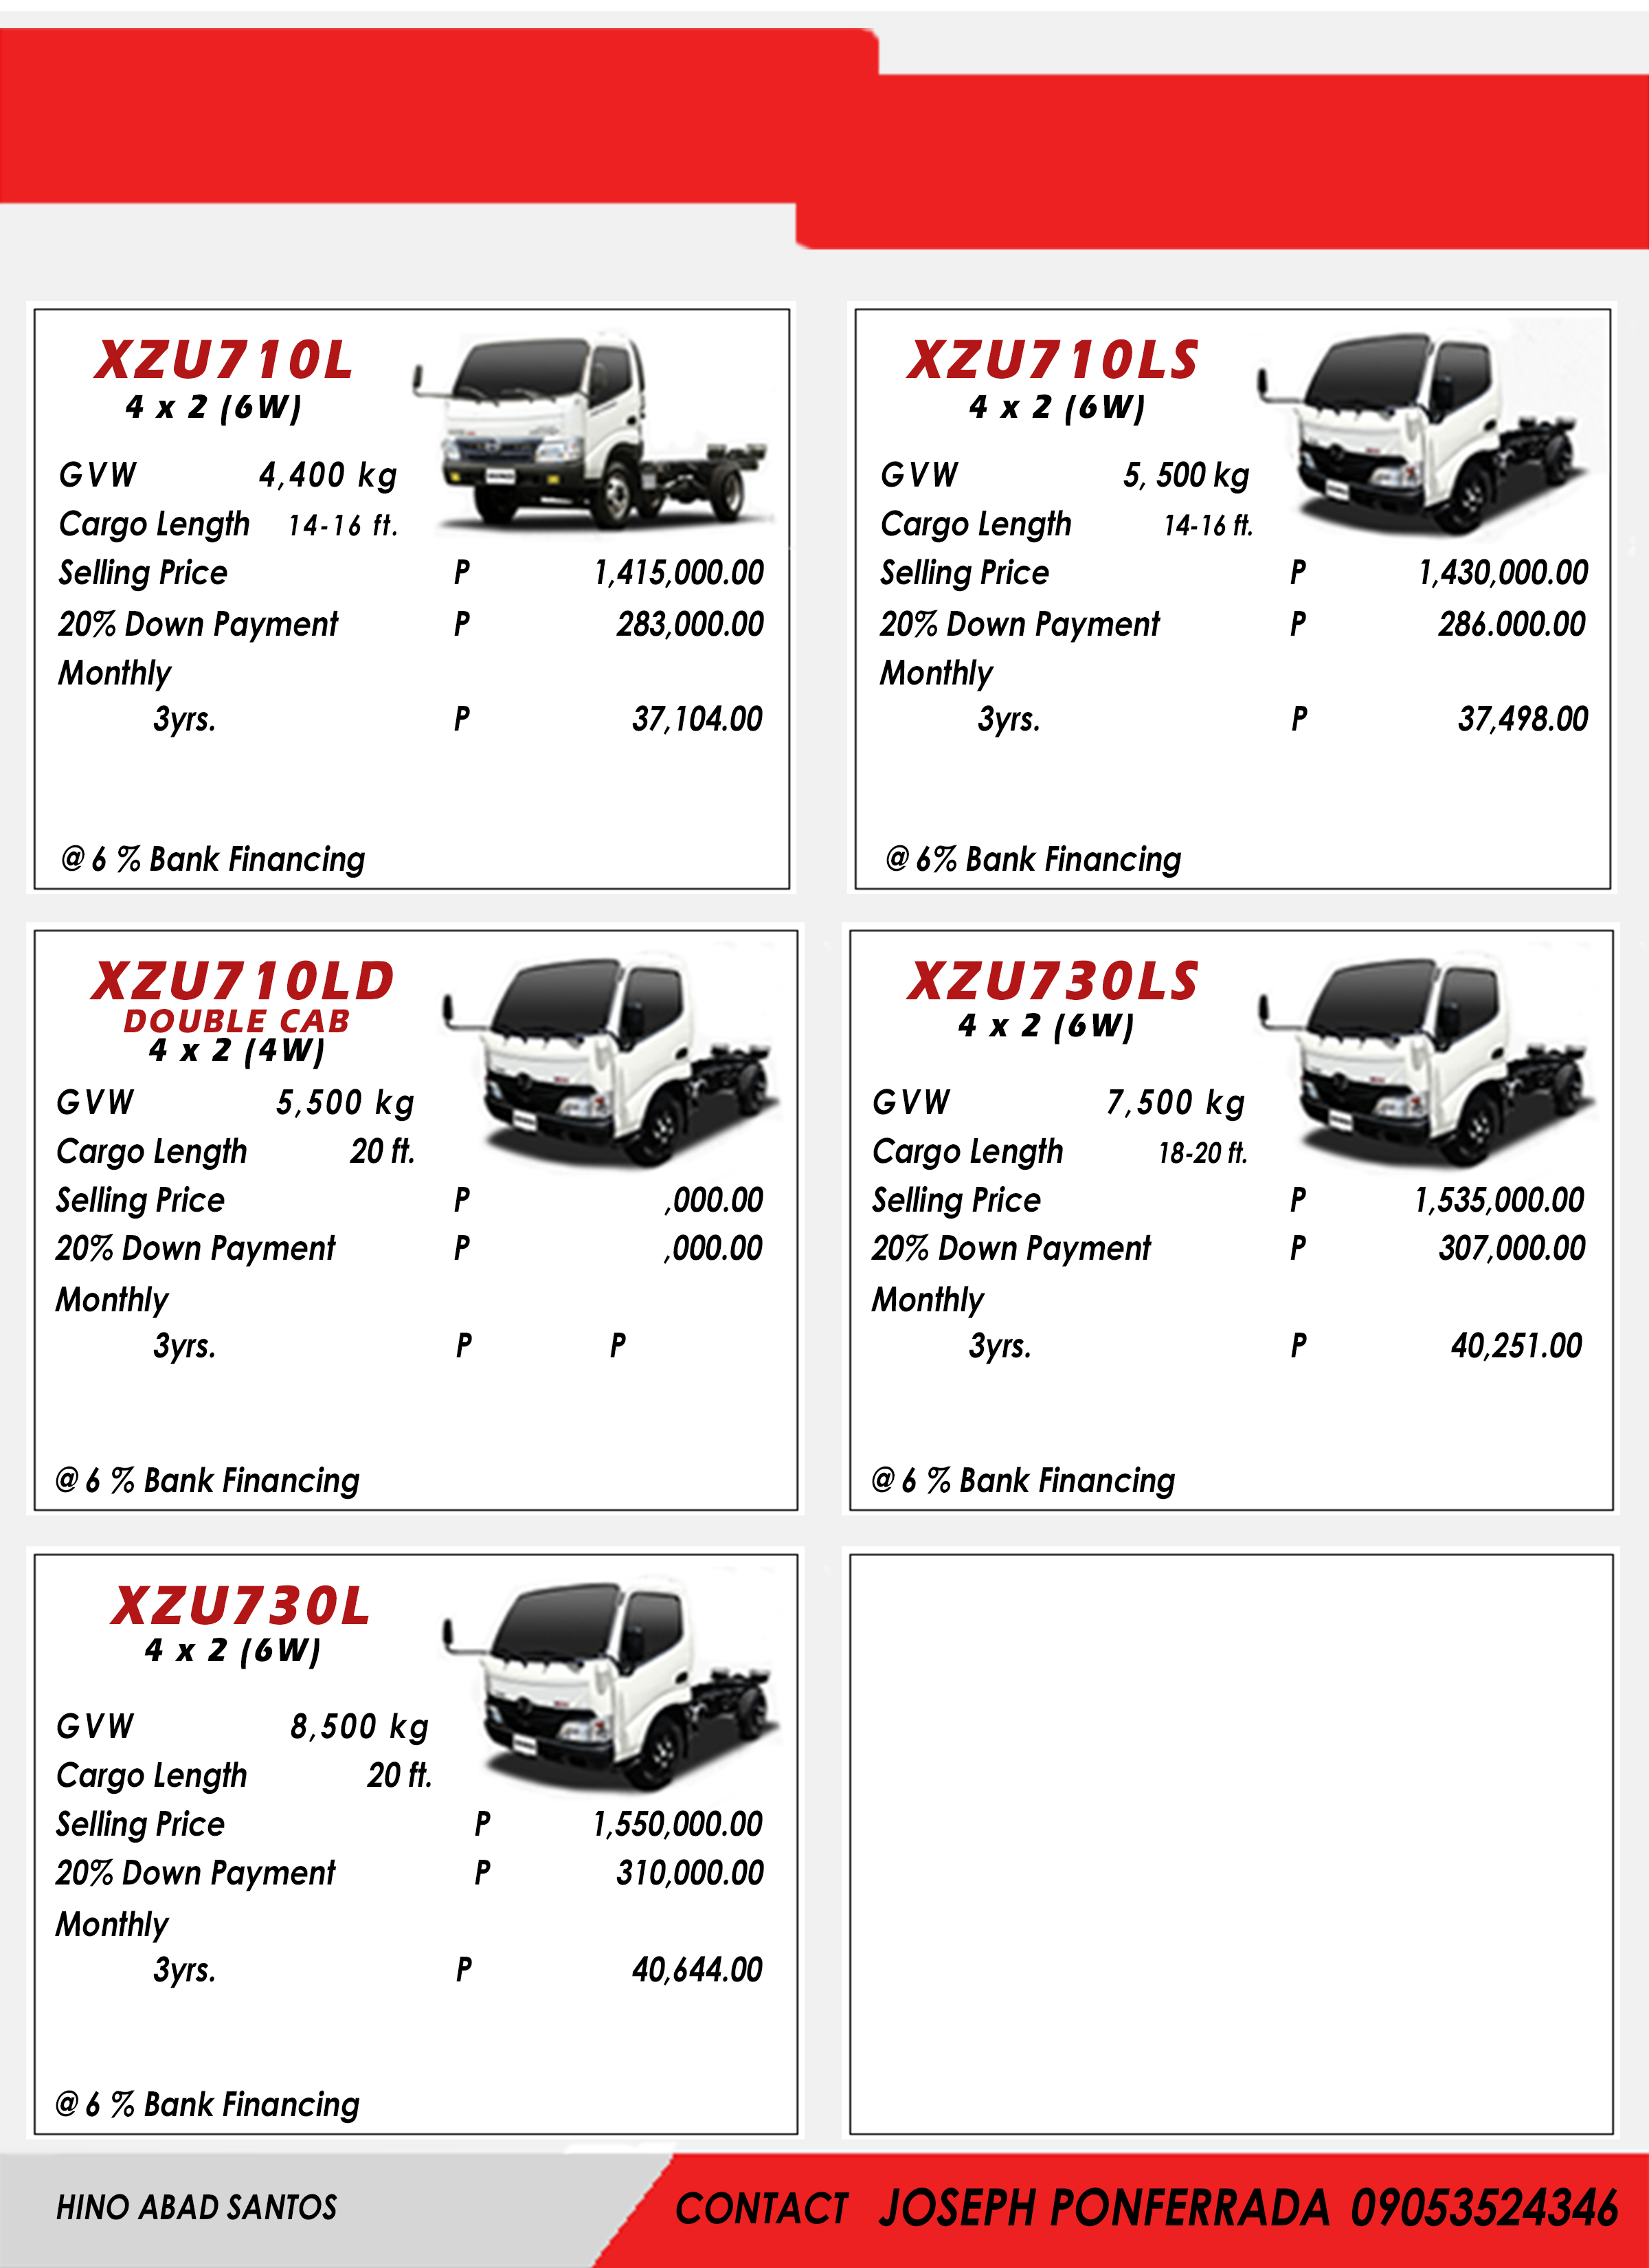 XZU710L
4 x 2 (6W)
GVW 4,400 kg
Cargo Length 14-16 ft.
Selling Price P 1,415,000.00
20% Down Payment P 283,000.00
Monthly
3yrs. P 37,104.00
@ 6 % Bank Financing
XZU710LS
4 x 2 (6W)
GVW 5, 500 kg
Cargo Length 14-16 ft.
Selling Price P 1,430,000.00
20% Down Payment P 286.000.00
Monthly
3yrs. P 37,498.00
@ 6% Bank Financing
XZU710LD
DOUBLE CAB
4 x 2 (4W)
GVW 5,500 kg
Cargo Length 20 ft.
Selling Price P ,000.00
20% Down Payment P ,000.00
Monthly
3yrs. P P
@ 6 % Bank Financing
XZU730LS
4 x 2 (6W)
GVW 7,500 kg
Cargo Length 18-20 ft.
Selling Price P 1,535,000.00
20% Down Payment P 307,000.00
Monthly
3yrs. P 40,251.00
@ 6 % Bank Financing
XZU730L
4 x 2 (6W)
GVW 8,500 kg
Cargo Length 20 ft.
Selling Price P 1,550,000.00
20% Down Payment P 310,000.00
Monthly
3yrs. P 40,644.00
@ 6 % Bank Financing
HINO ABAD SANTOS
CONTACT JOSEPH PONFERRADA 09053524346